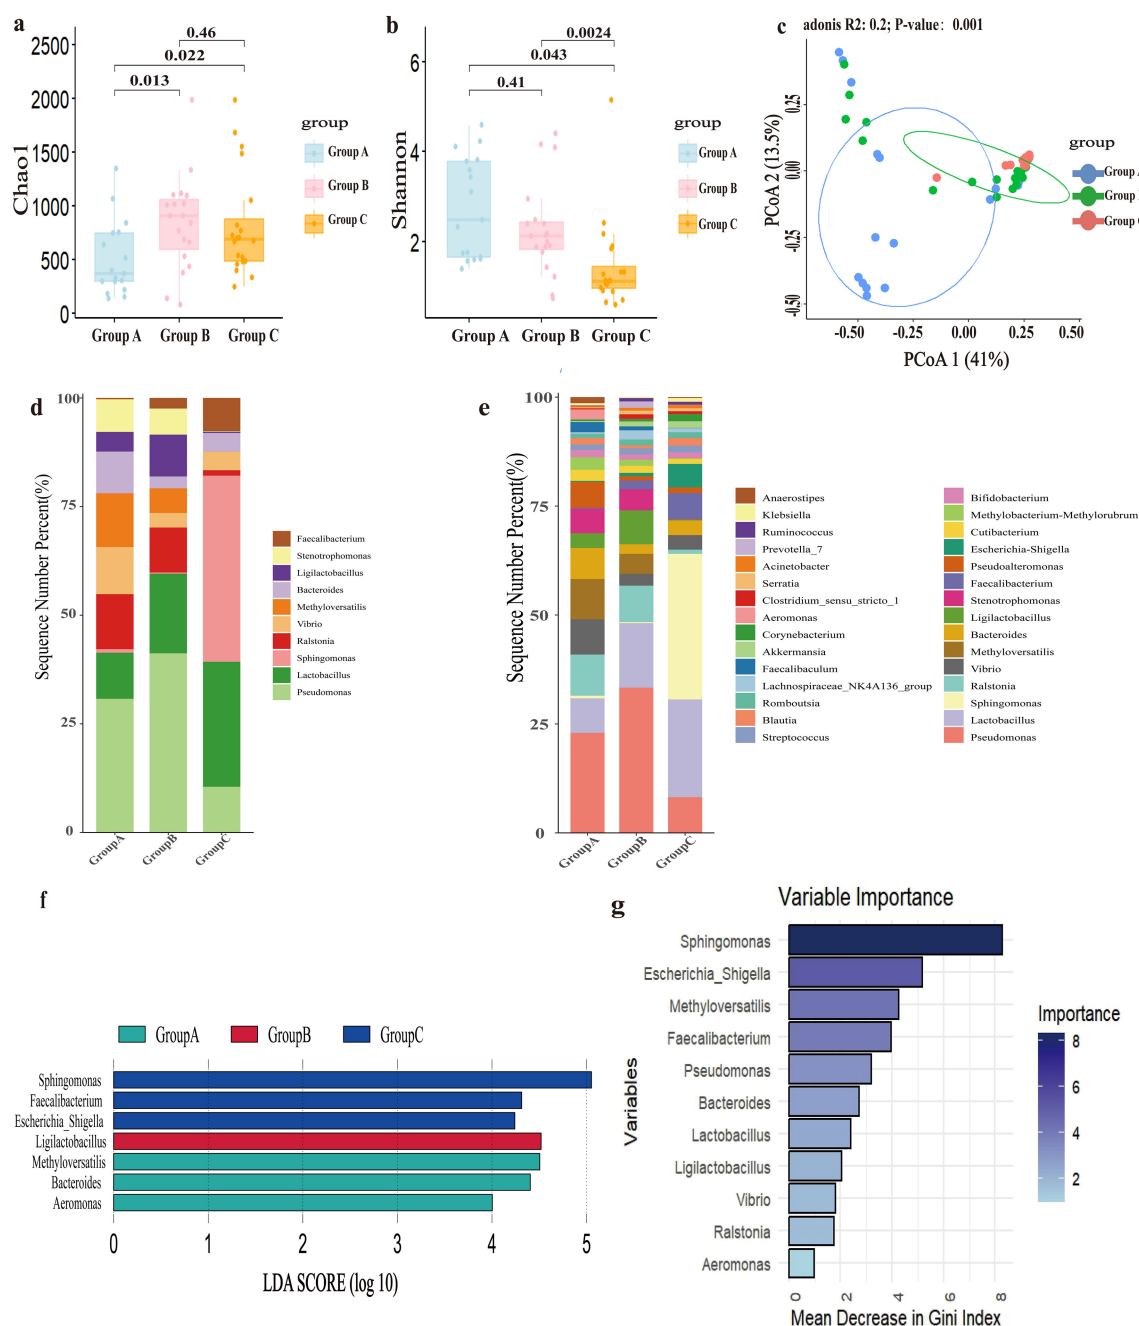 a
0.46
0.022
0.013
2500
2000
1500
1000
500
0
Chao1
Group A
Group B
Group C
group
Group A
Group B
Group C
b
0.0024
0.043
0.41
6
4
2
Shannon
Group A
Group B
Group C
group
Group A
Group B
Group C
c
adonis R2: 0.2; P-value: 0.001
0.25
0.00
-0.25
-0.50
PCoA 2 (13.5%)
-0.50
-0.25
0.00
0.25
0.50
PCoA 1 (41%)
group
Group
Group
Group
d
100
75
50
25
0
Sequence Number Percent(%)
GroupA
GroupB
GroupC
Faecalibacterium
Stenotrophomonas
Ligilactobacillus
Bacteroides
Methyloversatilis
Vibrio
Ralstonia
Sphingomonas
Lactobacillus
Pseudomonas
e
100
75
50
25
0
Sequence Number Percent(%)
GroupA
GroupB
GroupC
Anaerostipes
Klebsiella
Ruminococcus
Prevotella_7
Acinetobacter
Serratia
Clostridium_sensu_stricto_1
Aeromonas
Corynebacterium
Akkermansia
Faecalibaculum
Lachnospiraceae_NK4A136_group
Romboutsia
Blautia
Streptococcus
Bifidobacterium
Methylobacterium-Methylorubrum
Cutibacterium
Escherichia-Shigella
Pseudoalteromonas
Faecalibacterium
Stenotrophomonas
Ligilactobacillus
Bacteroides
Methyloversatilis
Vibrio
Ralstonia
Sphingomonas
Lactobacillus
Pseudomonas
f
GroupA
GroupB
GroupC
Sphingomonas
Faecalibacterium
Escherichia_Shigella
Ligilactobacillus
Methyloversatilis
Bacteroides
Aeromonas
0
1
2
3
4
5
LDA SCORE (log 10)
g
Variable Importance
Variables
Sphingomonas
Escherichia_Shigella
Methyloversatilis
Faecalibacterium
Pseudomonas
Bacteroides
Lactobacillus
Ligilactobacillus
Vibrio
Ralstonia
Aeromonas
0
2
4
6
8
Mean Decrease in Gini Index
Importance
8
6
4
2